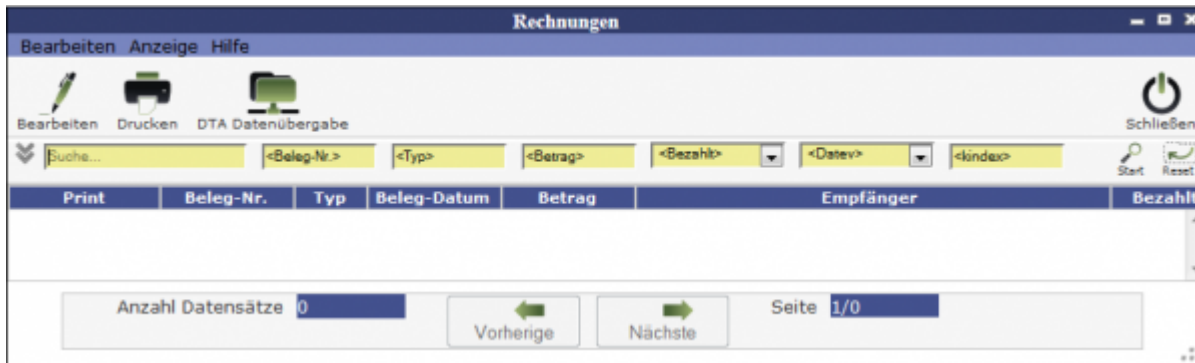 Rechnungen
Bearbeiten Anzeige Hilfe
Bearbeiten Drucken DTA Datenübergabe Schließen
Suche... <Beleg-Nr.> <Typ> <Betrag> <Bezahlt> <Datev> <kindex> Start Reset
Print Beleg-Nr. Typ Beleg-Datum Betrag Empfänger Bezahlt
Anzahl Datensätze 0 Vorherige Nächste Seite 1/0